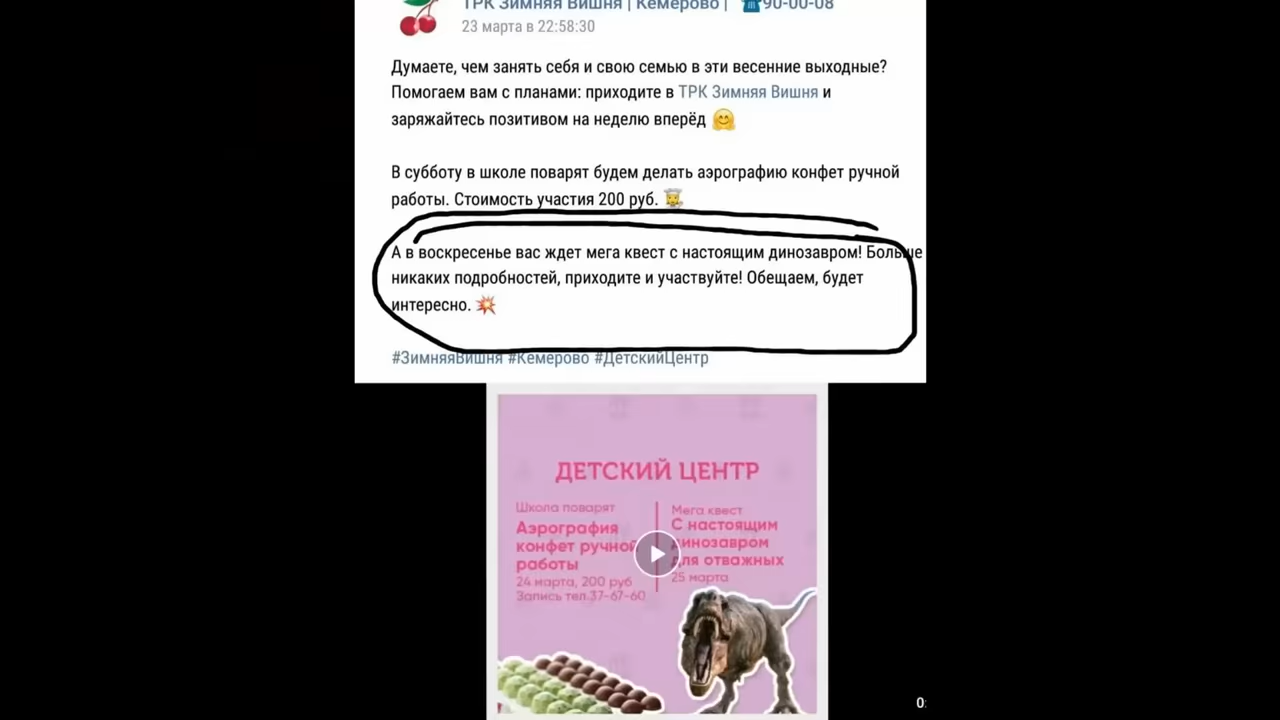 ТРК Зимняя Вишня | Кемерово | ☎90-00-08
23 марта в 22:58:30
Думаете, чем занять себя и свою семью в эти весенние выходные?
Помогаем вам с планами: приходите в ТРК Зимняя Вишня и
заряжайтесь позитивом на неделю вперёд 🤗
В субботу в школе поварят будем делать аэрографию конфет ручной
работы. Стоимость участия 200 руб. 👨‍🍳
А в воскресенье вас ждет мега квест с настоящим динозавром! Больше
никаких подробностей, приходите и участвуйте! Обещаем, будет
интересно. 💥
#ЗимняяВишня #Кемерово #ДетскийЦентр
ДЕТСКИЙ ЦЕНТР
Школа поварят
Аэрография
конфет ручной
работы
24 марта, 200 руб
Запись тел.37-67-60
Мега квест
С настоящим
динозавром
для отважных
25 марта
0: